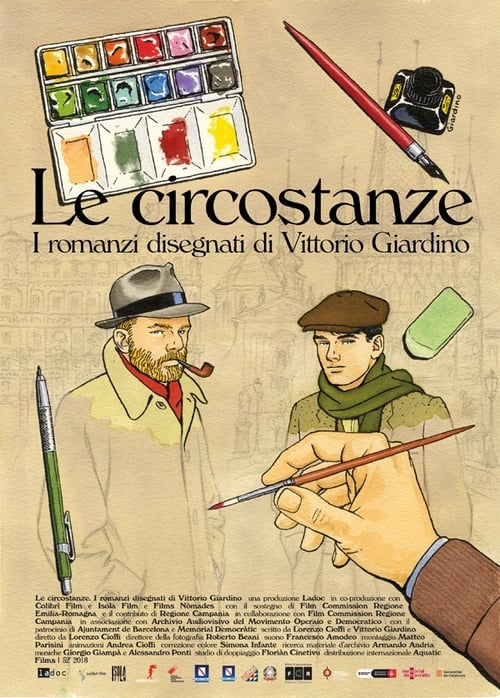 Giardino
Le circostanze
I romanzi disegnati di Vittorio Giardino
Le circostanze. I romanzi disegnati di Vittorio Giardino una produzione Ladoc in co-produzione con
Colibrì Film e Isola Film e Films Nòmades con il sostegno di Film Commission Regione
Emilia-Romagna e il contributo di Regione Campania in collaborazione con Film Commission Regione
Campania in associazione con Archivio Audiovisivo del Movimento Operaio e Democratico con il
patrocinio di Ajuntament de Barcelona e Memorial Democràtic scritto da Lorenzo Cioffi e Vittorio Giardino
diretto da Lorenzo Cioffi direttore della fotografia Roberto Beani suono Francesco Amodeo montaggio Matteo
Parisini animazioni Andrea Cioffi correzione colore Simona Infante ricerca materiale d'archivio Armando Andria
musiche Giorgio Giampà e Alessandro Ponti studio di doppiaggio Floriàn Cinetivù distribuzione internazionale Aquatic
Films | 52' 2018
Ladoc
colibrì film
ISOLA